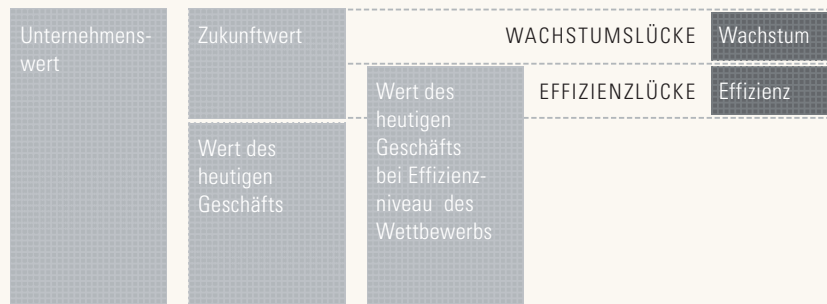 Unternehmens-
wert
Zukunftwert
WACHSTUMSLÜCKE
Wachstum
Wert des
heutigen
Geschäfts
bei Effizienz-
niveau des
Wettbewerbs
EFFIZIENZLÜCKE
Effizienz
Wert des
heutigen
Geschäfts